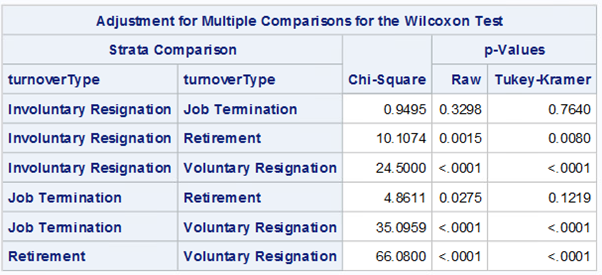 Adjustment for Multiple Comparisons for the Wilcoxon Test
Strata Comparison p-Values
turnoverType turnoverType Chi-Square Raw Tukey-Kramer
Involuntary Resignation Job Termination 0.9495 0.3298 0.7640
Involuntary Resignation Retirement 10.1074 0.0015 0.0080
Involuntary Resignation Voluntary Resignation 24.5000 <.0001 <.0001
Job Termination Retirement 4.8611 0.0275 0.1219
Job Termination Voluntary Resignation 35.0959 <.0001 <.0001
Retirement Voluntary Resignation 66.0800 <.0001 <.0001